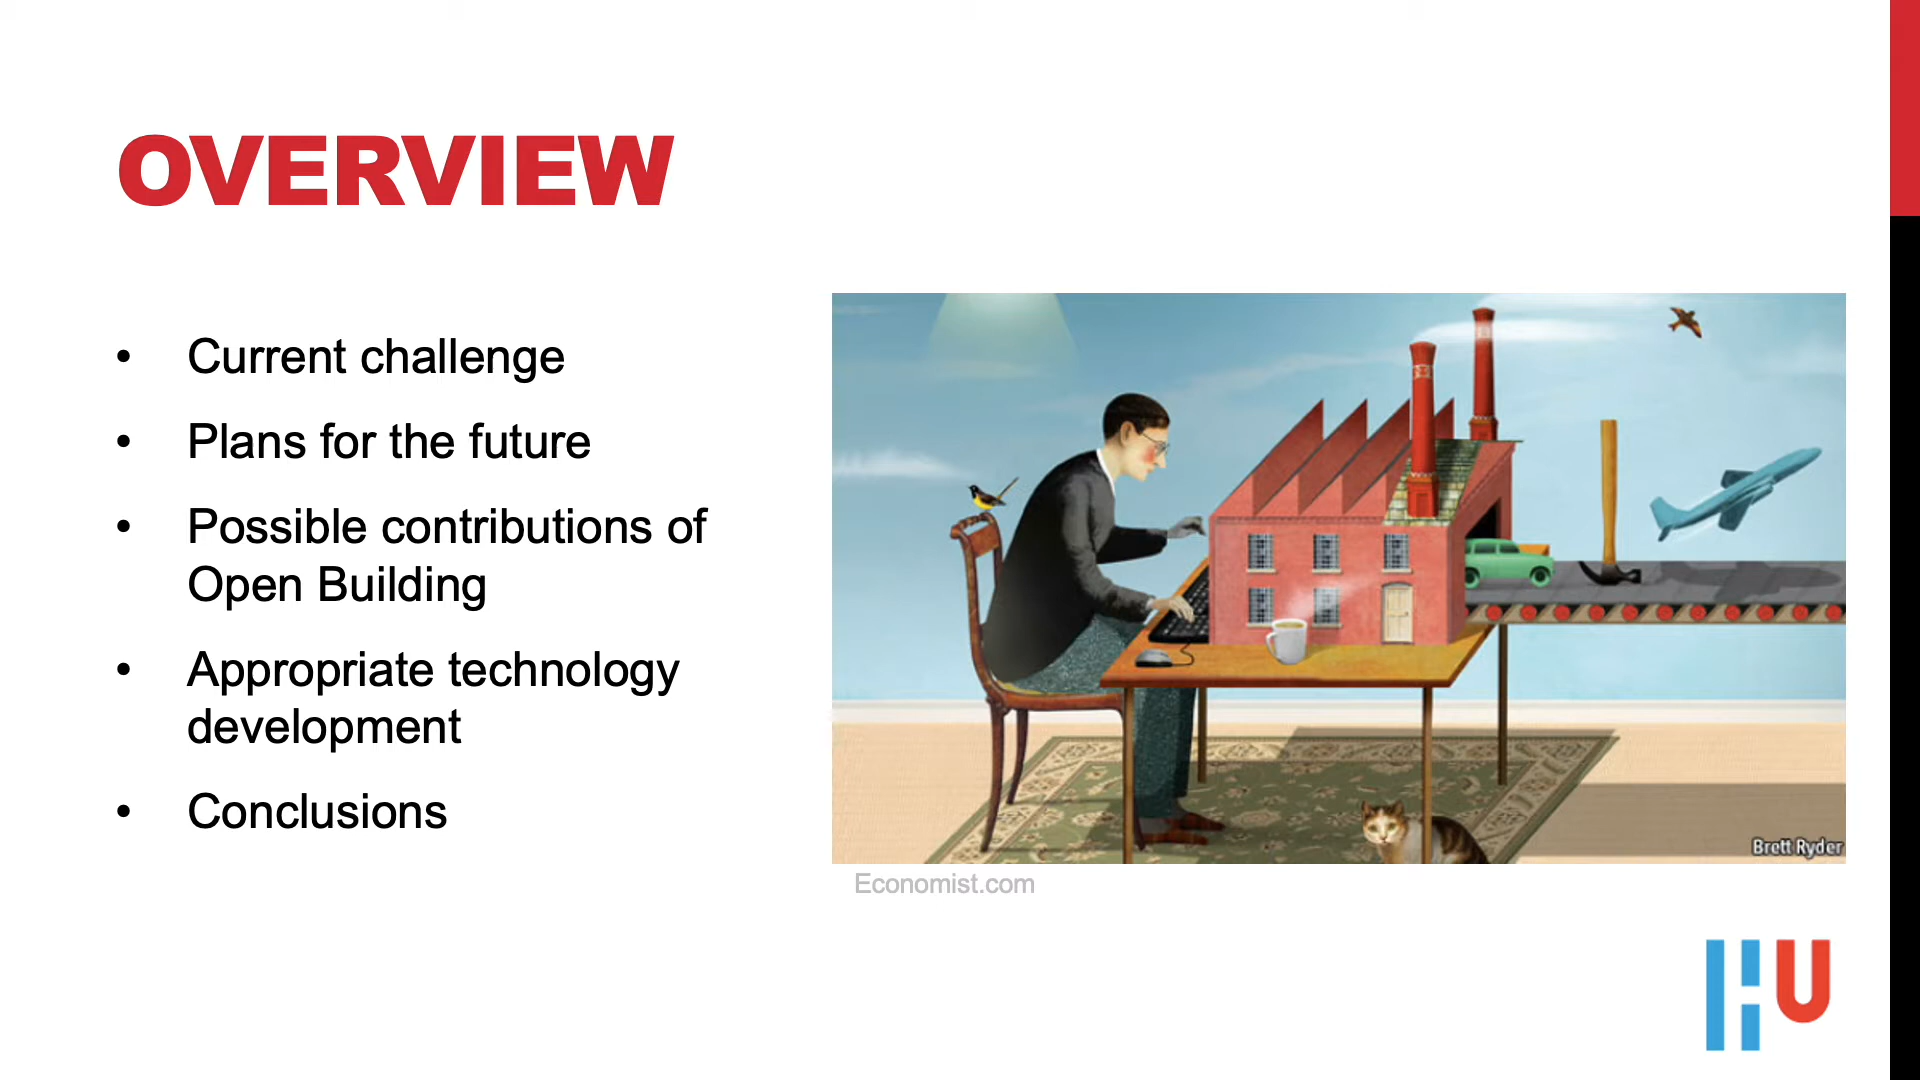 OVERVIEW
• Current challenge
• Plans for the future
• Possible contributions of
Open Building
• Appropriate technology
development
• Conclusions
Brett Ryder
Economist.com
HU